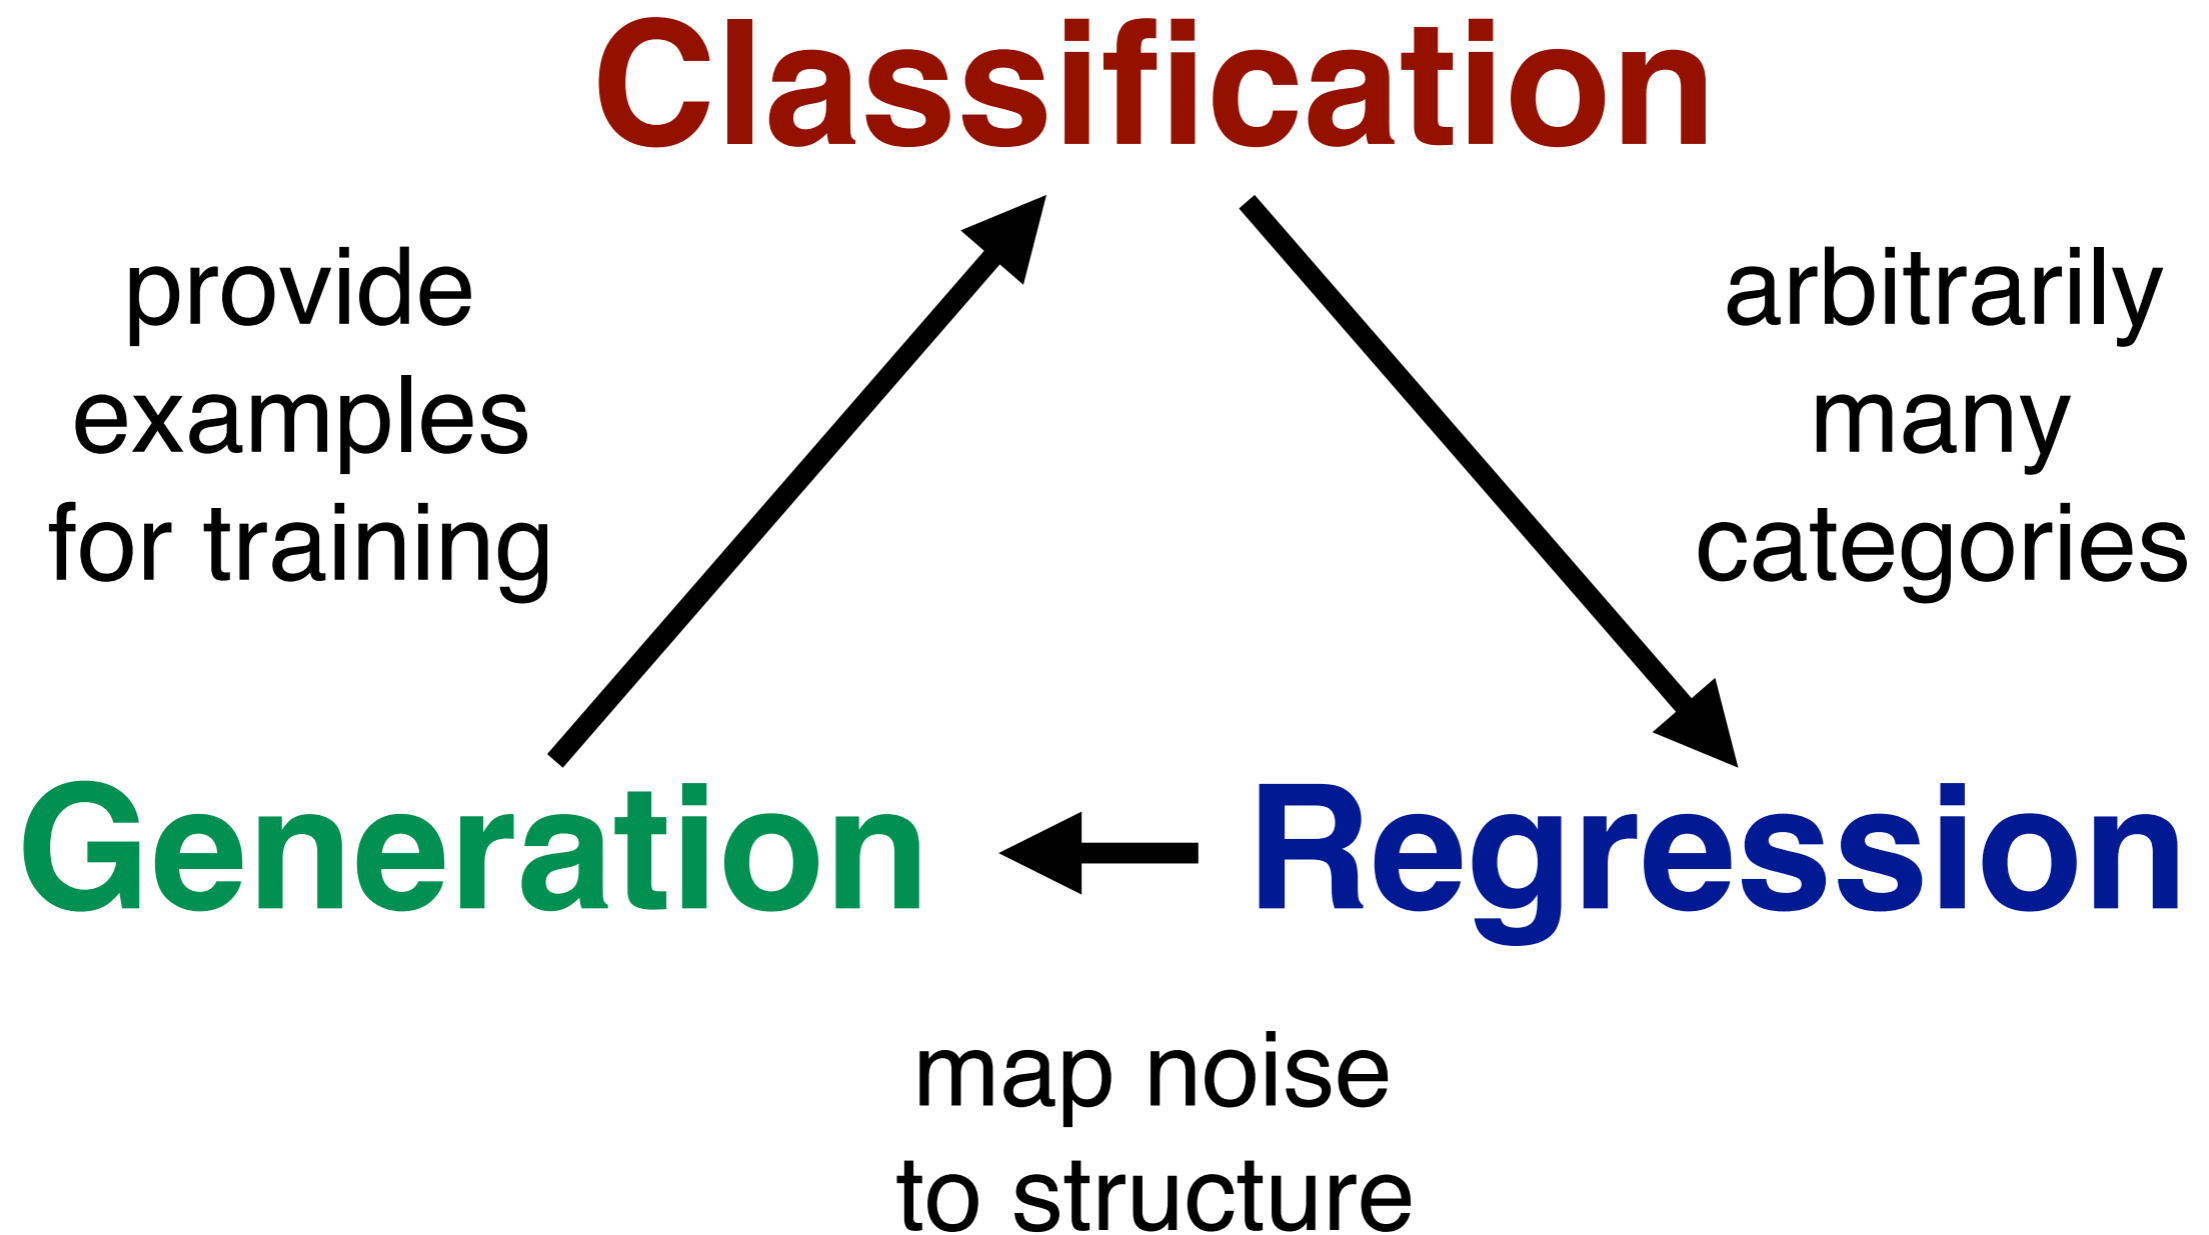 Classification
provide
examples
for training
arbitrarily
many
categories
Generation
Regression
map noise
to structure